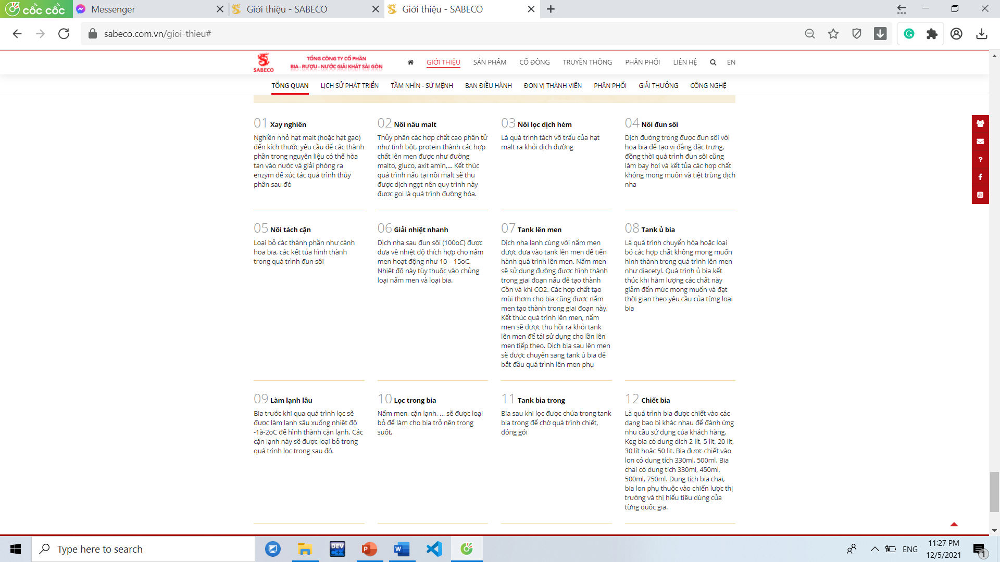 cốc cốc
Messenger
Giới thiệu - SABECO
Giới thiệu - SABECO
sabeco.com.vn/gioi-thieu#
SABECO
TỔNG CÔNG TY CỔ PHẦN
BIA - RƯỢU - NƯỚC GIẢI KHÁT SÀI GÒN
GIỚI THIỆU SẢN PHẨM CỔ ĐÔNG TRUYỀN THÔNG PHÂN PHỐI LIÊN HỆ EN
TỔNG QUAN LỊCH SỬ PHÁT TRIỂN TẦM NHÌN - SỨ MỆNH BAN ĐIỀU HÀNH ĐƠN VỊ THÀNH VIÊN PHÂN PHỐI GIẢI THƯỞNG CÔNG NGHỆ
01 Xay nghiền
Nghiền nhỏ hạt malt (hoặc hạt gạo)
đến kích thước yêu cầu để các thành
phần trong nguyên liệu có thể hòa
tan vào nước và giải phóng ra
enzym để xúc tác quá trình thủy
phân sau đó
02 Nồi nấu malt
Thủy phân các hợp chất cao phân tử
như tinh bột, protein thành các hợp
chất lên men được như đường
malto, gluco, axit amin,... Kết thúc
quá trình nấu tại nồi malt sẽ thu
được dịch ngọt nên quy trình này
được gọi là quá trình đường hóa.
03 Nồi lọc dịch hèm
Là quá trình tách võ trấu của hạt
malt ra khỏi dịch đường
04 Nồi đun sôi
Dịch đường trong được đun sôi với
hoa bia để tạo vị đắng đặc trưng,
đồng thời quá trình đun sôi cũng
làm bay hơi và kết tủa các hợp chất
không mong muốn và tiệt trùng dịch
nha
05 Nồi tách cặn
Loại bỏ các thành phần như cánh
hoa bia, các kết tủa hình thành
trong quá trình đun sôi
06 Giải nhiệt nhanh
Dịch nha sau đun sôi (100oC) được
đưa về nhiệt độ thích hợp cho nấm
men hoạt động như 10 – 15oC.
Nhiệt độ này tùy thuộc vào chủng
loại nấm men và loại bia.
07 Tank lên men
Dịch nha lạnh cùng với nấm men
được đưa vào tank lên men để tiến
hành quá trình lên men. Nấm men
sẽ sử dụng đường được hình thành
trong giai đoạn nấu để tạo thành
Cồn và khí CO2. Các hợp chất tạo
mùi thơm cho bia cũng được nấm
men tạo thành trong giai đoạn này.
Kết thúc quá trình lên men, nấm
men sẽ được thu hồi ra khỏi tank
lên men để tái sử dụng cho lần lên
men tiếp theo. Dịch bia sau lên men
sẽ được chuyển sang tank ủ bia để
bắt đầu quá trình lên men phụ
08 Tank ủ bia
Là quá trình chuyển hóa hoặc loại
bỏ các hợp chất không mong muốn
hình thành trong quá trình lên men
như diacetyl. Quá trình ủ bia kết
thúc khi hàm lượng các chất này
giảm đến mức mong muốn và đạt
thời gian theo yêu cầu của từng loại
bia
09 Làm lạnh lâu
Bia trước khi qua quá trình lọc sẽ
được làm lạnh sâu xuống nhiệt độ
-1à-2oC để hình thành cặn lạnh. Các
cặn lạnh này sẽ được loại bỏ trong
quá trình lọc trong sau đó.
10 Lọc trong bia
Nấm men, cặn lạnh, ... sẽ được loại
bỏ để làm cho bia trở nên trong
suốt.
11 Tank bia trong
Bia sau khi lọc được chứa trong tank
bia trong để chờ quá trình chiết,
đóng gói
12 Chiết bia
Là quá trình bia được chiết vào các
dạng bao bì khác nhau để đánh ứng
nhu cầu sử dụng của khách hàng.
Keg bia có dung dích 2 lít, 5 lit, 20 lít,
30 lít hoặc 50 lit. Bia được chiết vào
lon có dung tích 330ml, 500ml. Bia
chai có dung tích 330ml, 450ml,
500ml, 750ml. Dung tích bia chai,
bia lon phụ thuộc vào chiến lược thị
trường và thị hiếu tiêu dùng của
từng quốc gia.
Type here to search
DEV
C++
ENG
11:27 PM
12/5/2021
1